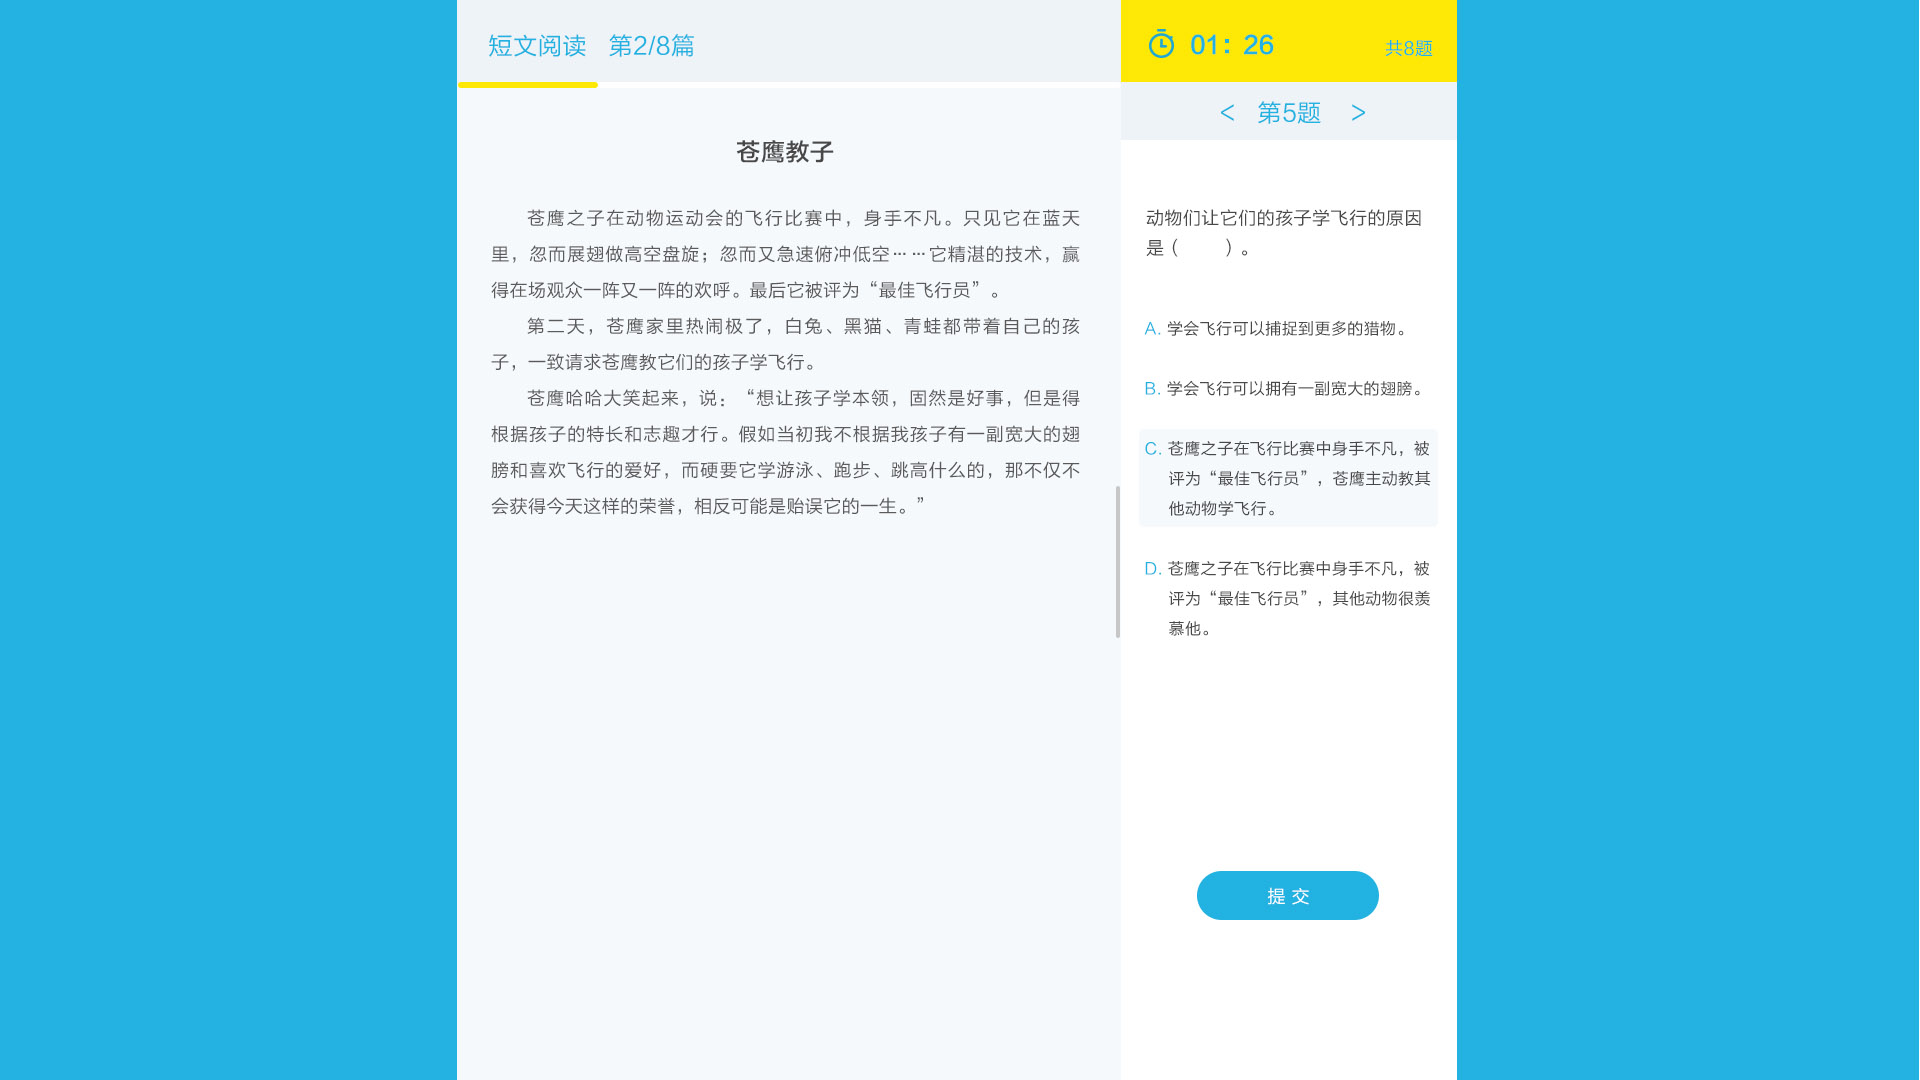 短文阅读 第2/8篇
01：26
共8题
< 第5题 >
苍鹰教子
苍鹰之子在动物运动会的飞行比赛中，身手不凡。只见它在蓝天
里，忽而展翅做高空盘旋；忽而又急速俯冲低空……它精湛的技术，赢
得在场观众一阵又一阵的欢呼。最后它被评为“最佳飞行员”。
第二天，苍鹰家里热闹极了，白兔、黑猫、青蛙都带着自己的孩
子，一致请求苍鹰教它们的孩子学飞行。
苍鹰哈哈大笑起来，说：“想让孩子学本领，固然是好事，但是得
根据孩子的特长和志趣才行。假如当初我不根据我孩子有一副宽大的翅
膀和喜欢飞行的爱好，而硬要它学游泳、跑步、跳高什么的，那不仅不
会获得今天这样的荣誉，相反可能是贻误它的一生。”
动物们让它们的孩子学飞行的原因
是（ ）。
A. 学会飞行可以捕捉到更多的猎物。
B. 学会飞行可以拥有一副宽大的翅膀。
C. 苍鹰之子在飞行比赛中身手不凡，被
评为“最佳飞行员”，苍鹰主动教其
他动物学飞行。
D. 苍鹰之子在飞行比赛中身手不凡，被
评为“最佳飞行员”，其他动物很羡
慕他。
提 交